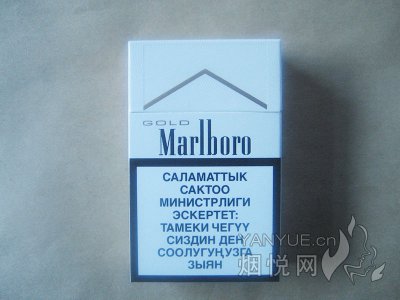 GOLD
Marlboro
САЛАМАТТЫК
САКТОО
МИНИСТРЛИГИ
ЭСКЕРТЕТ:
ТАМЕКИ ЧЕГҮҮ
СИЗДИН ДЕН
СООЛУГУҢУЗГА
ЗЫЯН
YANYUE.cn
烟悦网